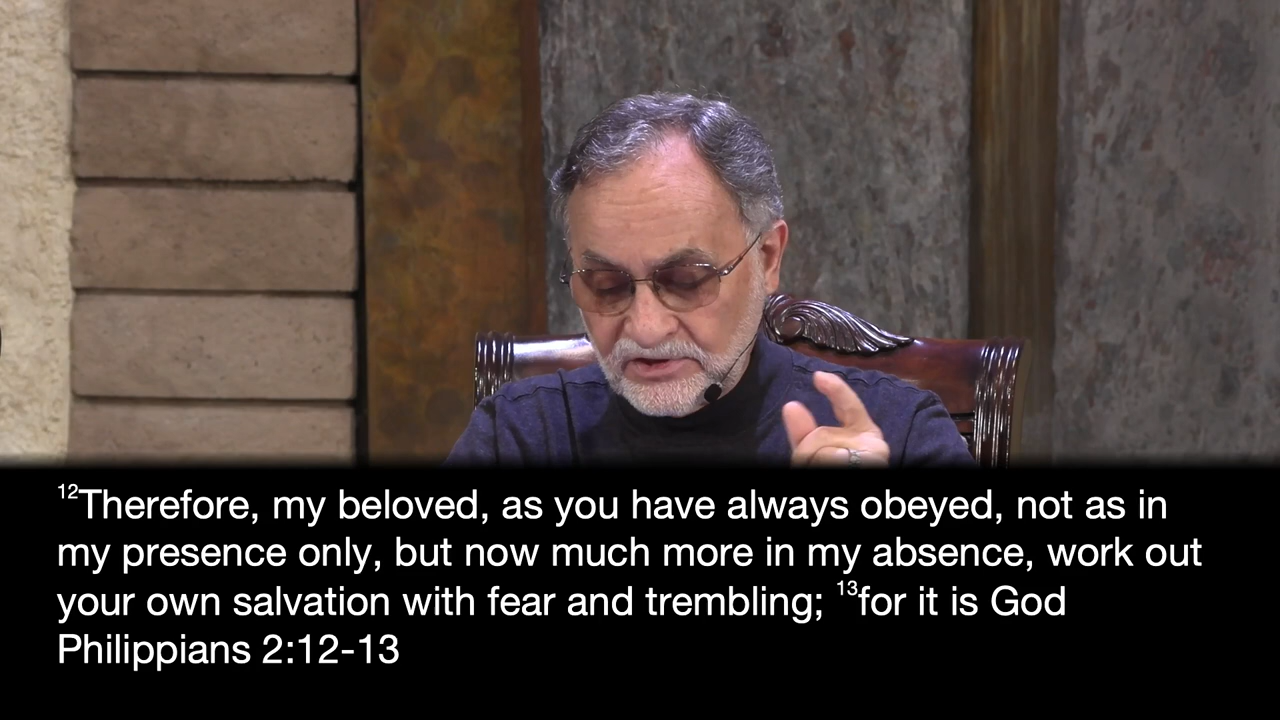 ¹²Therefore, my beloved, as you have always obeyed, not as in
my presence only, but now much more in my absence, work out
your own salvation with fear and trembling; ¹³for it is God
Philippians 2:12-13